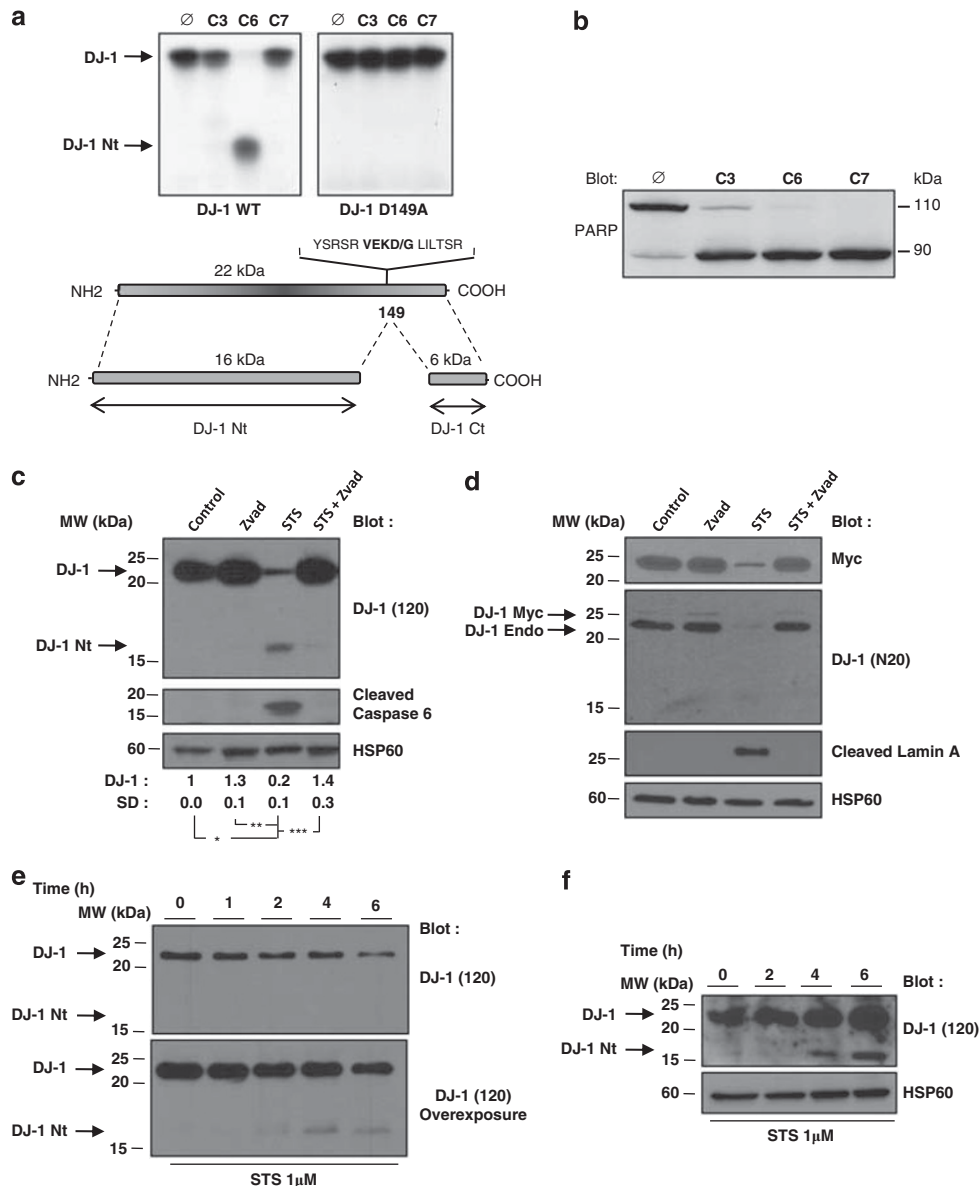 a
∅ C3 C6 C7 ∅ C3 C6 C7
DJ-1
DJ-1 Nt
DJ-1 WT DJ-1 D149A
YSRSR VEKD/G LILTSR
22 kDa
NH2 COOH
149
16 kDa 6 kDa
NH2 COOH
DJ-1 Nt DJ-1 Ct
b
Blot: ∅ C3 C6 C7 kDa
PARP
110
90
c
Control Zvad STS STS + Zvad
MW (kDa) Blot :
DJ-1
25
20
DJ-1 (120)
DJ-1 Nt
15
20
15
Cleaved
Caspase 6
60 HSP60
DJ-1 : 1 1.3 0.2 1.4
SD : 0.0 0.1 0.1 0.3
* ** ***
d
Control Zvad STS STS + Zvad
MW (kDa) Blot :
25
20
Myc
DJ-1 Myc 25
DJ-1 Endo 20
DJ-1 (N20)
15
25 Cleaved Lamin A
60 HSP60
e
Time (h)
0 1 2 4 6
MW (kDa) Blot :
DJ-1
25
20
DJ-1 (120)
DJ-1 Nt
15
DJ-1
25
20
DJ-1 (120)
Overexposure
DJ-1 Nt
15
STS 1μM
f
Time (h)
0 2 4 6
MW (kDa) Blot :
DJ-1
25
20
DJ-1 (120)
DJ-1 Nt
15
60 HSP60
STS 1μM